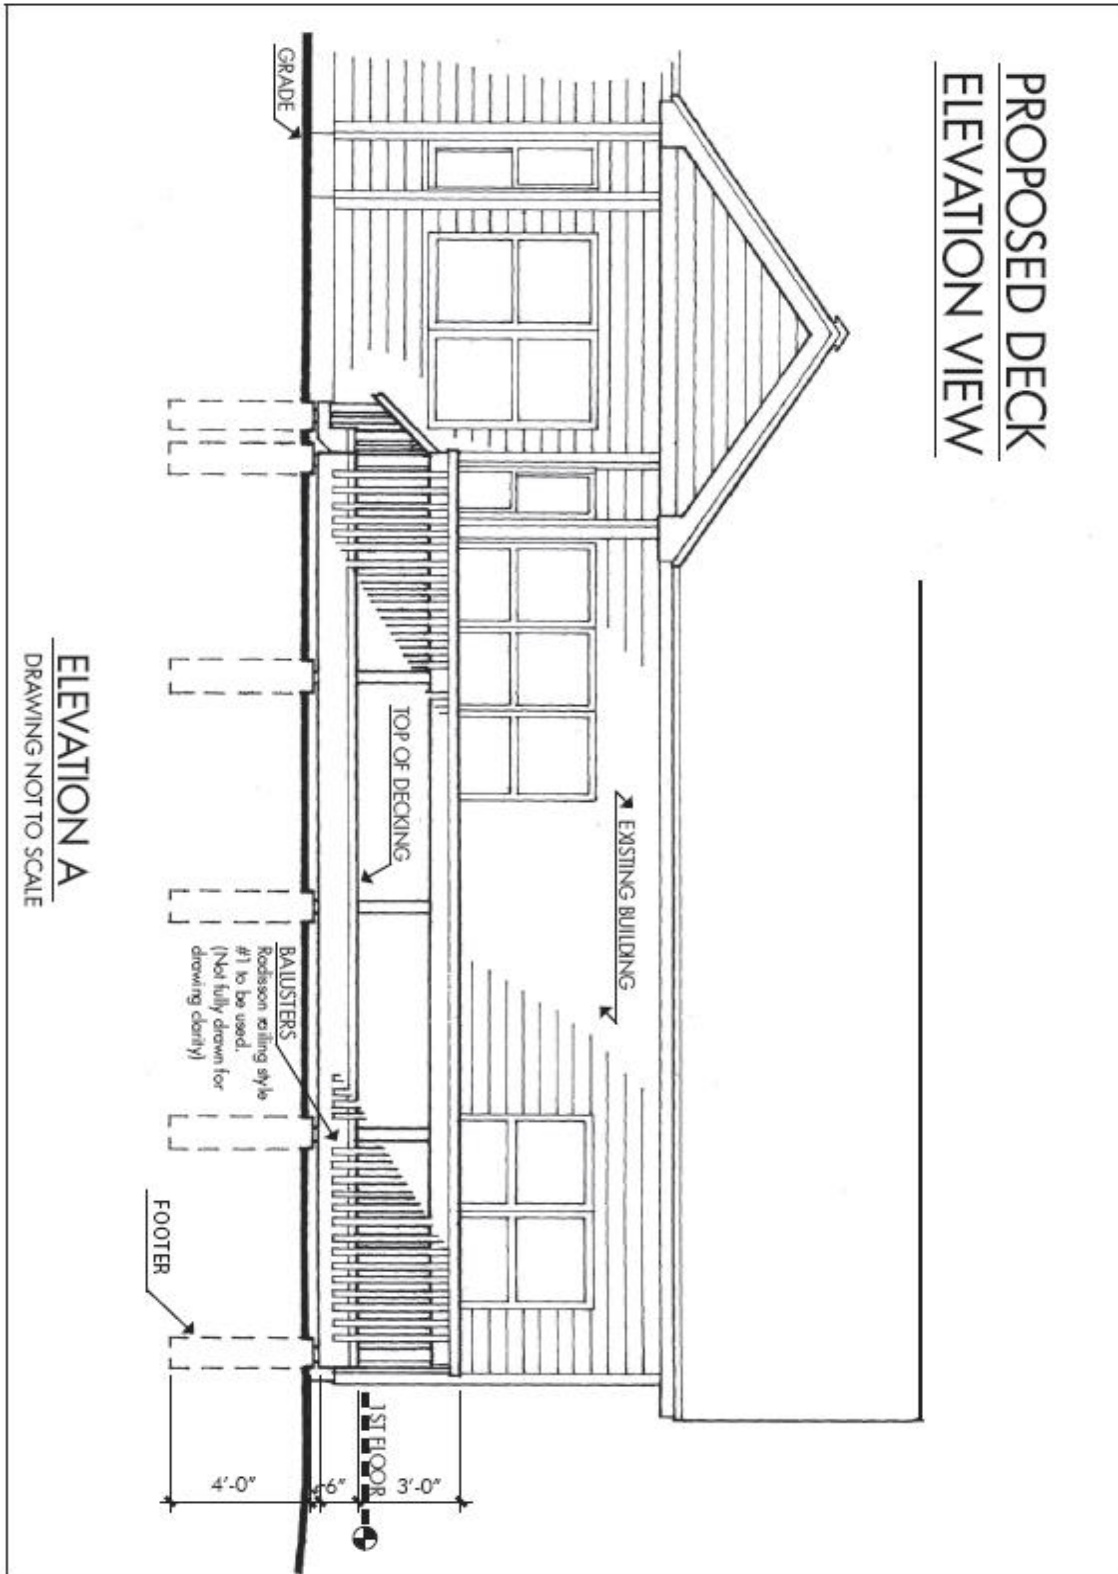 PROPOSED DECK
ELEVATION VIEW
GRADE
EXISTING BUILDING
TOP OF DECKING
1ST FLOOR
3'-0"
6"
4'-0"
BALUSTERS
Radisson railing style
#1 to be used.
(Not fully drawn for
drawing clarity)
FOOTER
ELEVATION A
DRAWING NOT TO SCALE